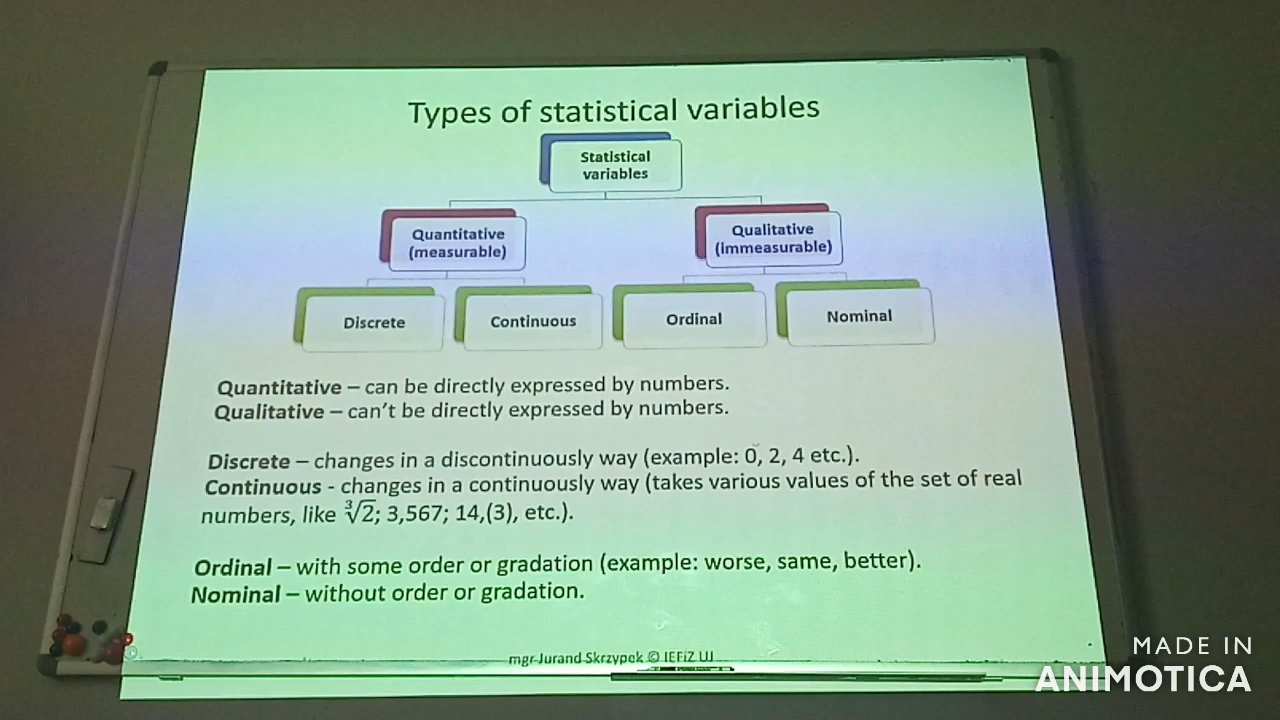 Types of statistical variables
Statistical
variables
Quantitative
(measurable)
Qualitative
(immeasurable)
Discrete
Continuous
Ordinal
Nominal
Quantitative – can be directly expressed by numbers.
Qualitative – can't be directly expressed by numbers.
Discrete – changes in a discontinuously way (example: 0, 2, 4 etc.).
Continuous - changes in a continuously way (takes various values of the set of real
numbers, like ∛2; 3,567; 14,(3), etc.).
Ordinal – with some order or gradation (example: worse, same, better).
Nominal – without order or gradation.
mgr Jurand Skrzypek © IEFiZ UJ
MADE IN
ANIMOTICA